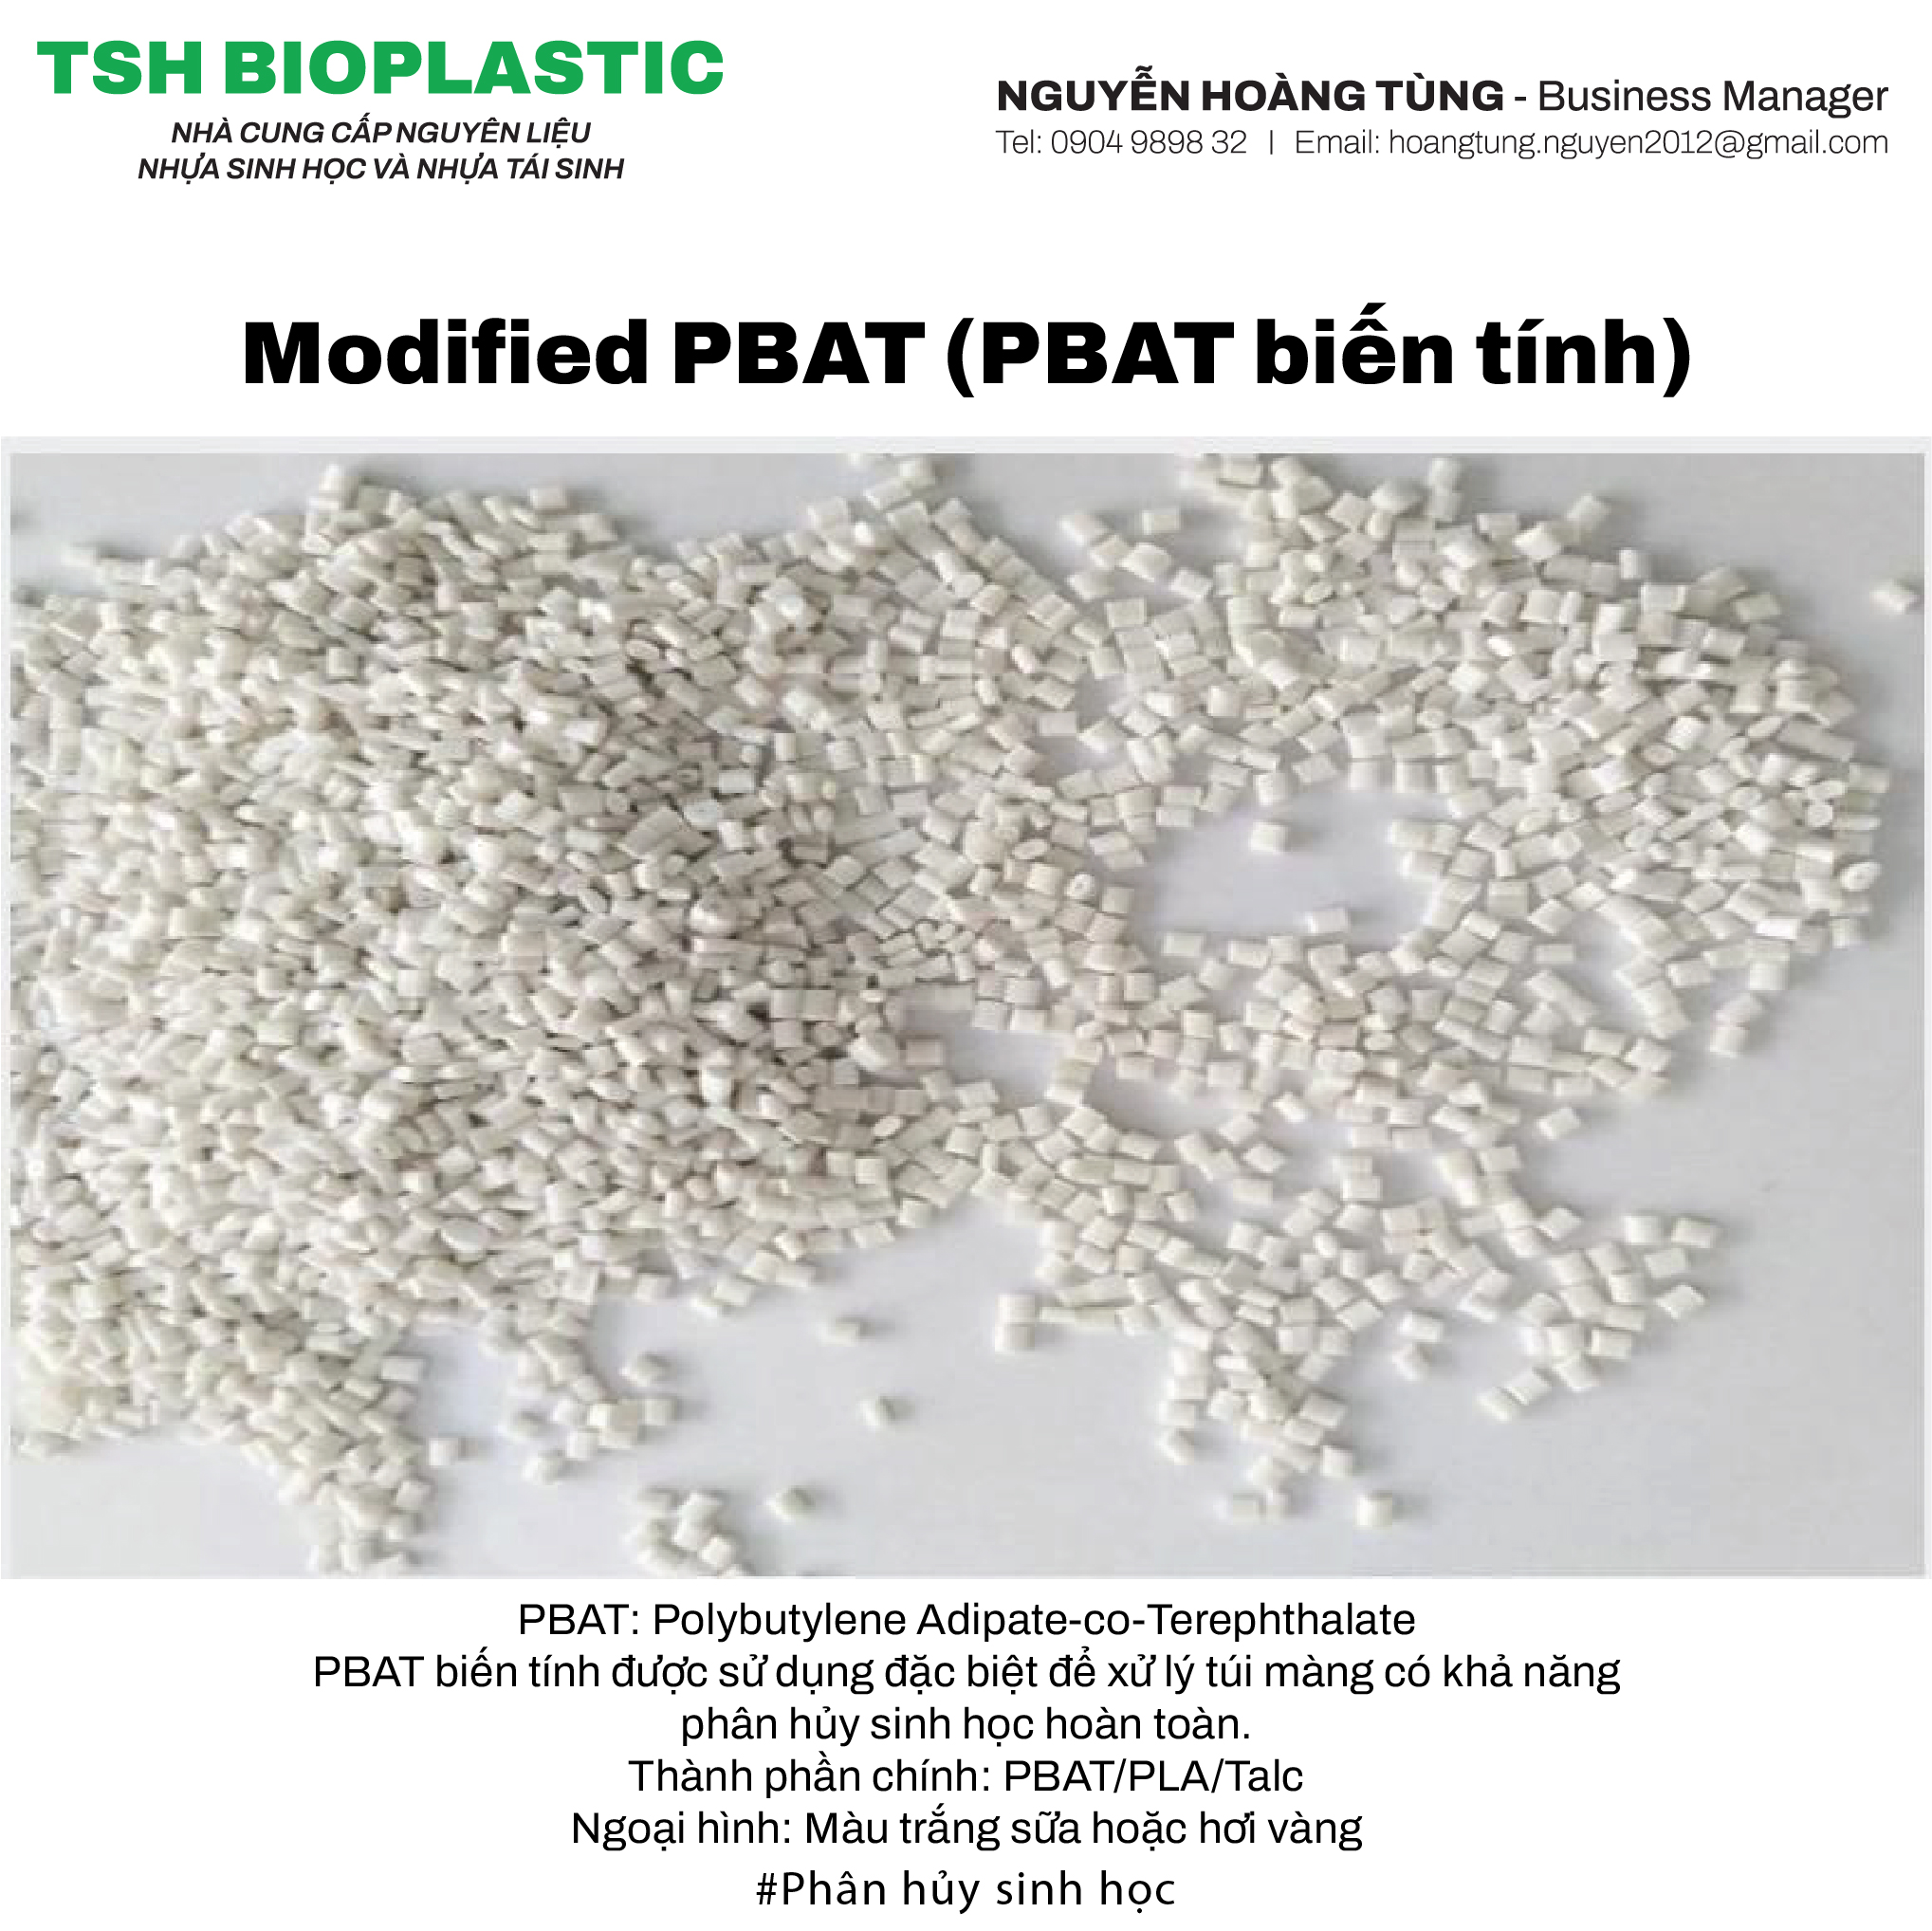 TSH BIOPLASTIC
NHÀ CUNG CẤP NGUYÊN LIỆU
NHỰA SINH HỌC VÀ NHỰA TÁI SINH
NGUYỄN HOÀNG TÙNG - Business Manager
Tel: 0904 9898 32 | Email: hoangtung.nguyen2012@gmail.com
Modified PBAT (PBAT biến tính)
PBAT: Polybutylene Adipate-co-Terephthalate
PBAT biến tính được sử dụng đặc biệt để xử lý túi màng có khả năng
phân hủy sinh học hoàn toàn.
Thành phần chính: PBAT/PLA/Talc
Ngoại hình: Màu trắng sữa hoặc hơi vàng
#Phân hủy sinh học